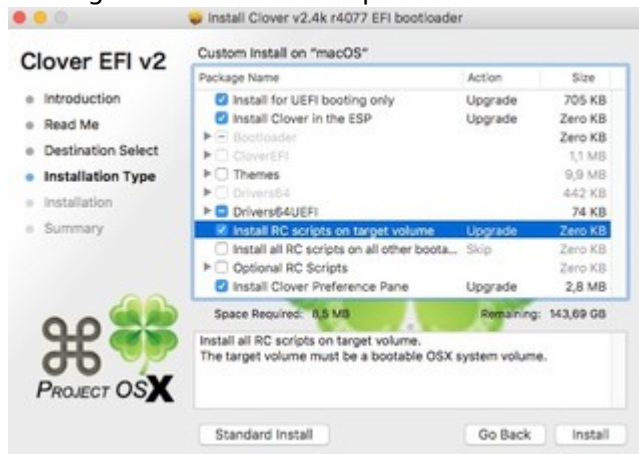 Install Clover v2.4k r4077 EFI bootloader
Clover EFI v2
Custom Install on "macOS"
Package Name Action Size
Install for UEFI booting only Upgrade 705 KB
Install Clover in the ESP Upgrade Zero KB
Bootloader Zero KB
CloverEFI 1,1 MB
Themes 9,9 MB
Drivers64 442 KB
Drivers64UEFI 74 KB
Install RC scripts on target volume Upgrade Zero KB
Install all RC scripts on all other boota... Skip Zero KB
Optional RC Scripts Zero KB
Install Clover Preference Pane Upgrade 2,8 MB
Introduction
Read Me
Destination Select
Installation Type
Installation
Summary
Space Required: 8,5 MB Remaining: 143,69 GB
Install all RC scripts on target volume.
The target volume must be a bootable OSX system volume.
PROJECT OSX
Standard Install Go Back Install